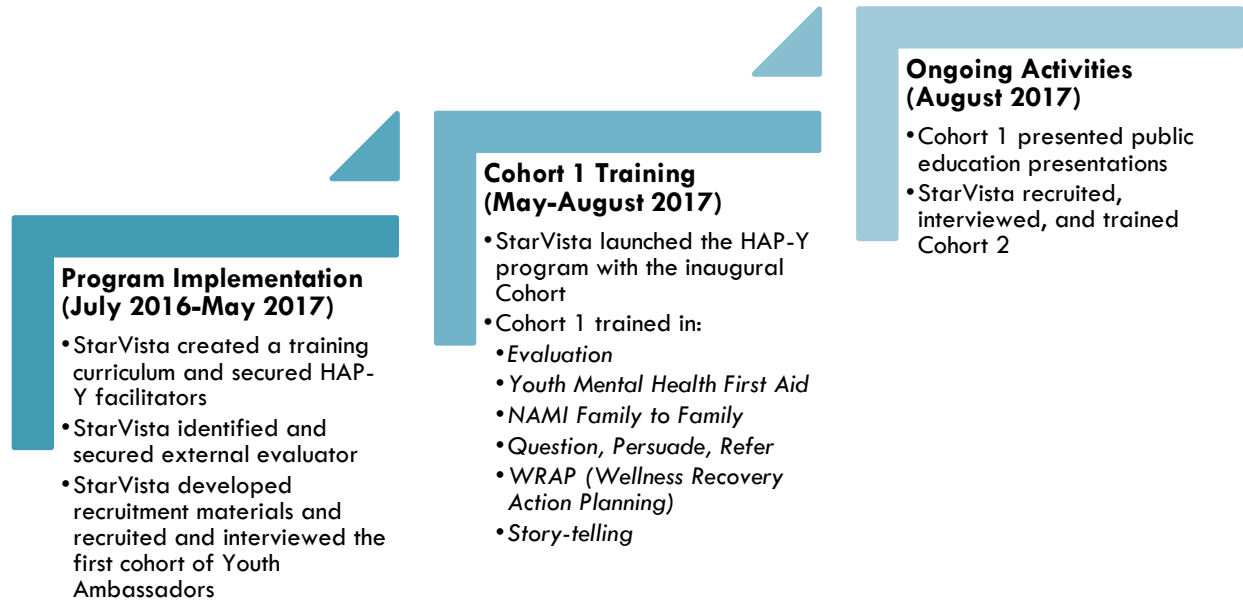 Program Implementation
(July 2016-May 2017)
•StarVista created a training
curriculum and secured HAP-
Y facilitators
•StarVista identified and
secured external evaluator
•StarVista developed
recruitment materials and
recruited and interviewed the
first cohort of Youth
Ambassadors
Cohort 1 Training
(May-August 2017)
•StarVista launched the HAP-Y
program with the inaugural
Cohort
•Cohort 1 trained in:
•Evaluation
•Youth Mental Health First Aid
•NAMI Family to Family
•Question, Persuade, Refer
•WRAP (Wellness Recovery
Action Planning)
•Story-telling
Ongoing Activities
(August 2017)
•Cohort 1 presented public
education presentations
•StarVista recruited,
interviewed, and trained
Cohort 2